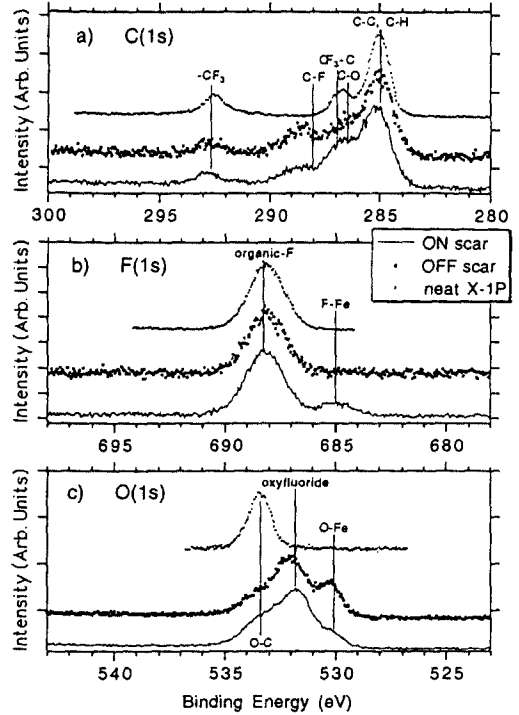 a) C(1s)
C-C, C-H
-CF₃
C-F
CF₃-C
C-O
Intensity (Arb. Units)
300 295 290 285 280
ON scar
OFF scar
neat X-1P
b) F(1s)
organic-F
F-Fe
Intensity (Arb. Units)
695 690 685 680
c) O(1s)
oxyfluoride
O-Fe
O-C
Intensity (Arb. Units)
540 535 530 525
Binding Energy (eV)